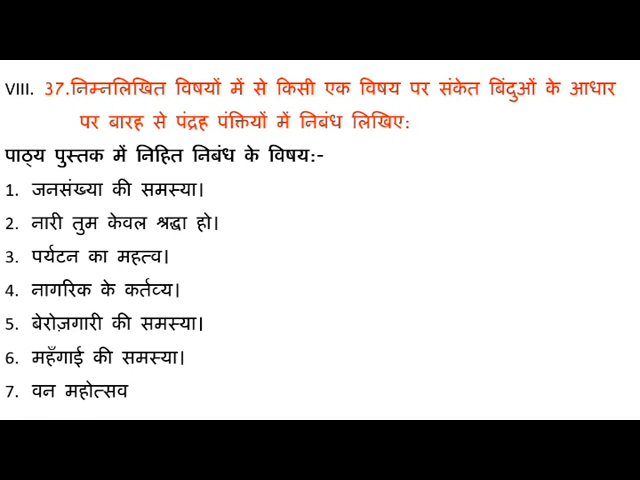 VIII. 37.निम्नलिखित विषयों में से किसी एक विषय पर संकेत बिंदुओं के आधार
पर बारह से पंद्रह पंक्तियों में निबंध लिखिए:
पाठ्य पुस्तक में निहित निबंध के विषय:-
1. जनसंख्या की समस्या।
2. नारी तुम केवल श्रद्धा हो।
3. पर्यटन का महत्व।
4. नागरिक के कर्तव्य।
5. बेरोज़गारी की समस्या।
6. महँगाई की समस्या।
7. वन महोत्सव